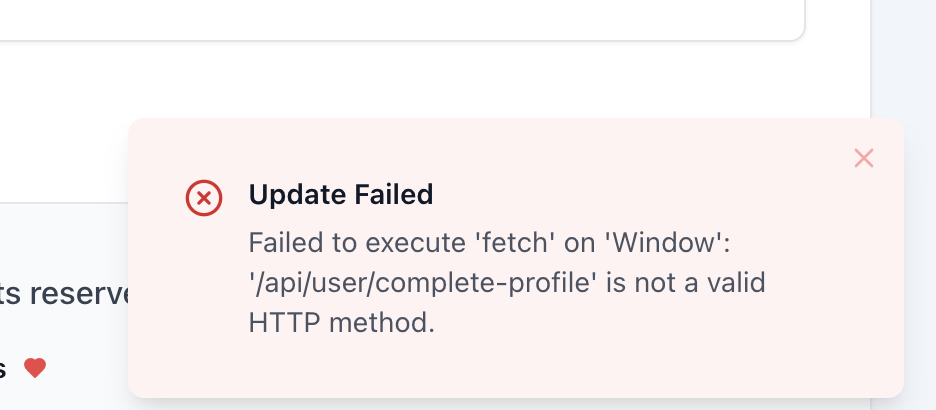 Update Failed
Failed to execute 'fetch' on 'Window':
'/api/user/complete-profile' is not a valid
HTTP method.
ts reserve
s